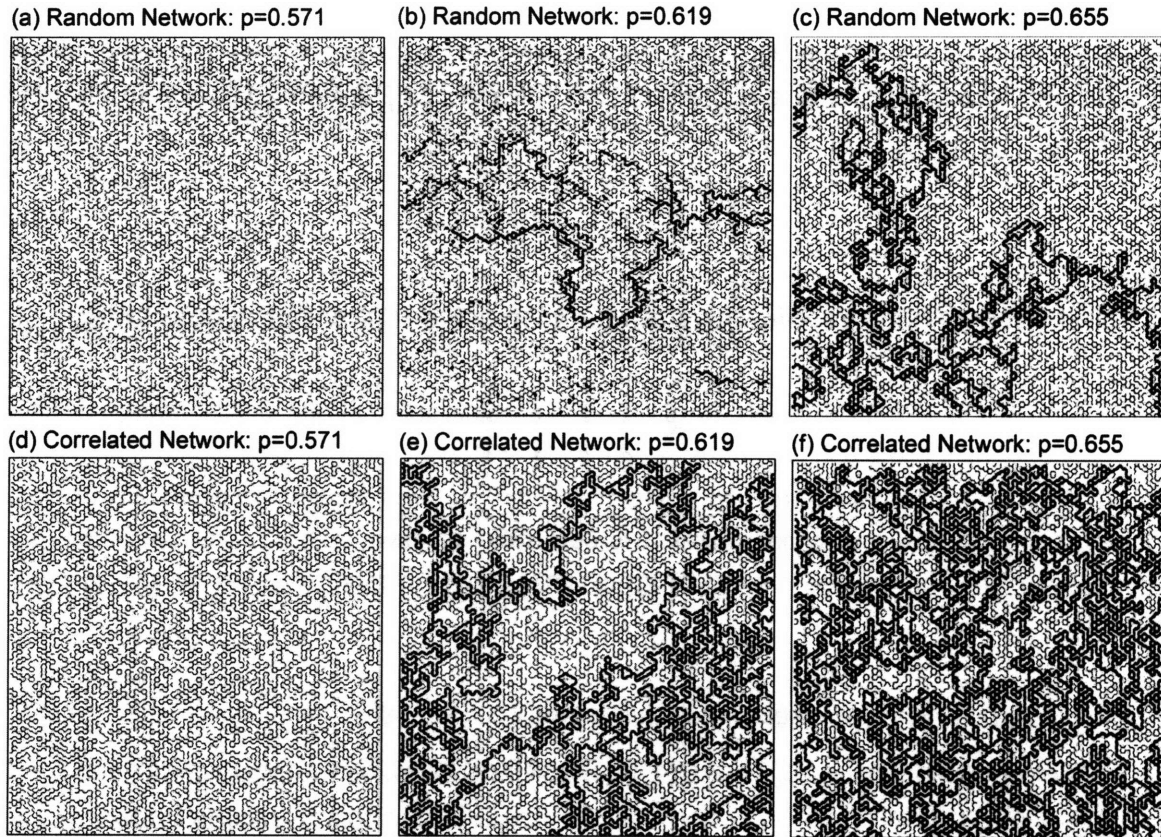 (a) Random Network: p=0.571
(b) Random Network: p=0.619
(c) Random Network: p=0.655
(d) Correlated Network: p=0.571
(e) Correlated Network: p=0.619
(f) Correlated Network: p=0.655